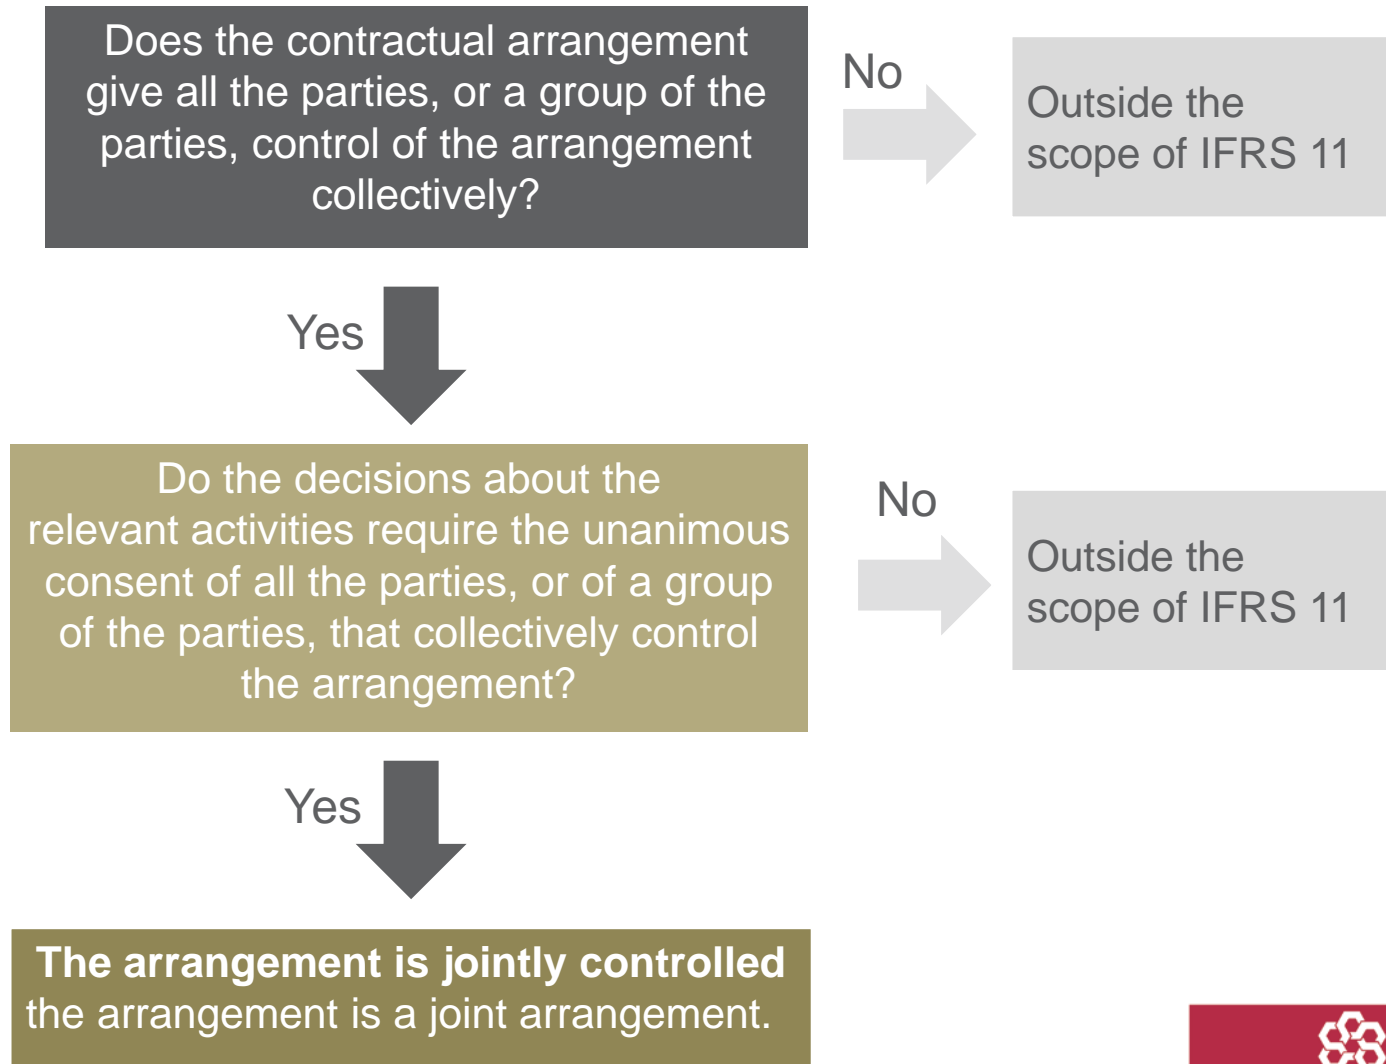 Does the contractual arrangement
give all the parties, or a group of the
parties, control of the arrangement
collectively?
No
Outside the
scope of IFRS 11
Yes
Do the decisions about the
relevant activities require the unanimous
consent of all the parties, or of a group
of the parties, that collectively control
the arrangement?
No
Outside the
scope of IFRS 11
Yes
The arrangement is jointly controlled
the arrangement is a joint arrangement.